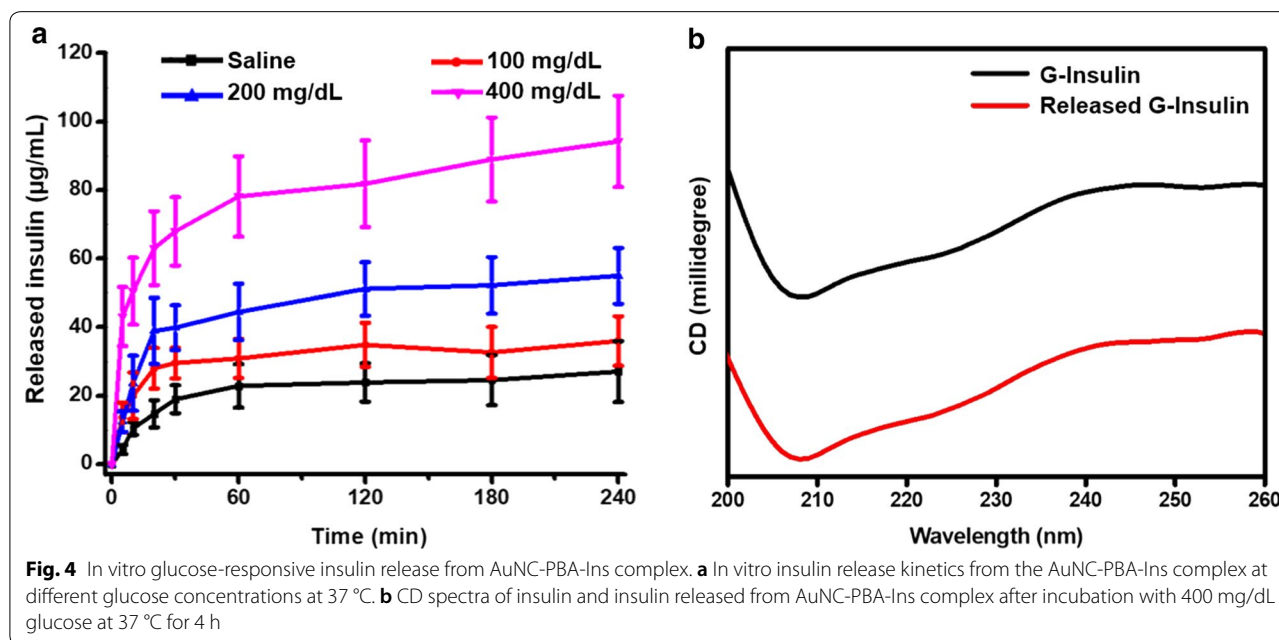 a
120
100
80
60
40
20
0
Released insulin (µg/mL)
Saline
100 mg/dL
200 mg/dL
400 mg/dL
0 60 120 180 240
Time (min)
b
G-Insulin
Released G-Insulin
CD (millidegree)
200 210 220 230 240 250 260
Wavelength (nm)
Fig. 4 In vitro glucose-responsive insulin release from AuNC-PBA-Ins complex. a In vitro insulin release kinetics from the AuNC-PBA-Ins complex at
different glucose concentrations at 37 °C. b CD spectra of insulin and insulin released from AuNC-PBA-Ins complex after incubation with 400 mg/dL
glucose at 37 °C for 4 h